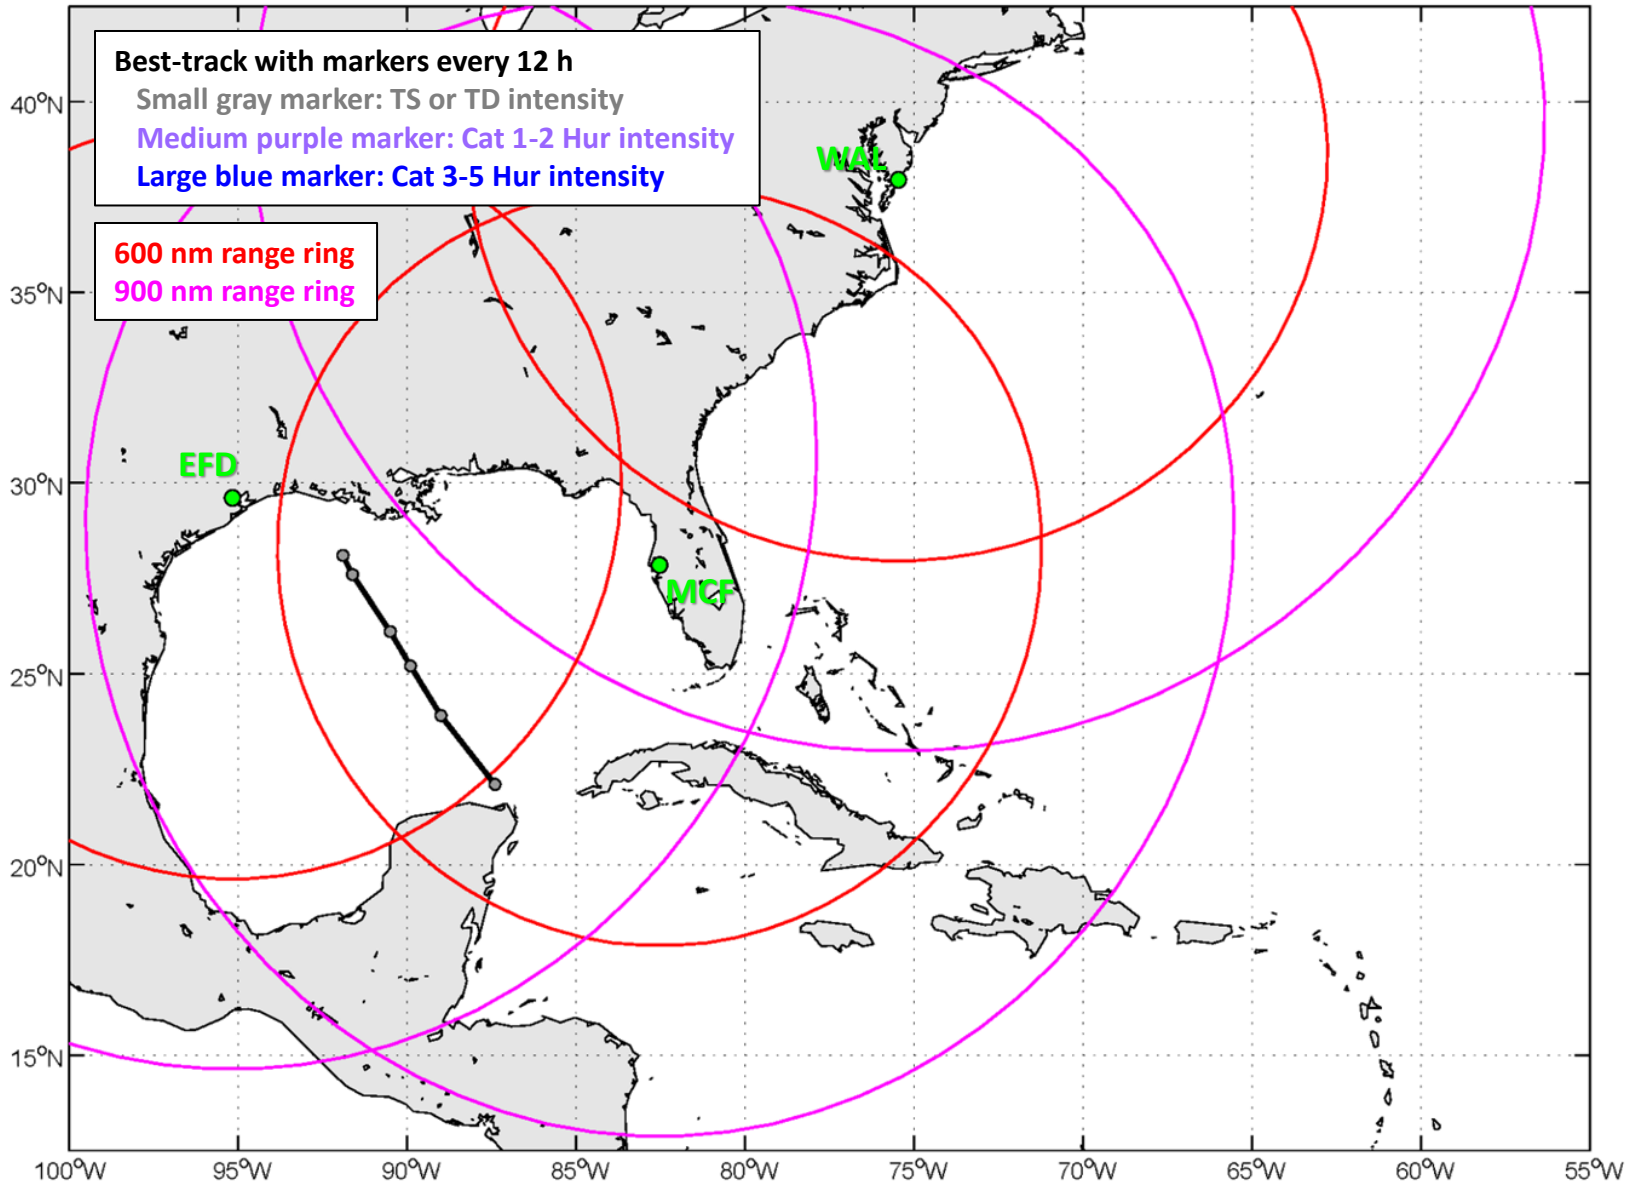 Best-track with markers every 12 h
Small gray marker: TS or TD intensity
Medium purple marker: Cat 1-2 Hur intensity
Large blue marker: Cat 3-5 Hur intensity
600 nm range ring
900 nm range ring
WAL
EFD
MCF
40°N
35°N
30°N
25°N
20°N
15°N
100°W 95°W 90°W 85°W 80°W 75°W 70°W 65°W 60°W 55°W